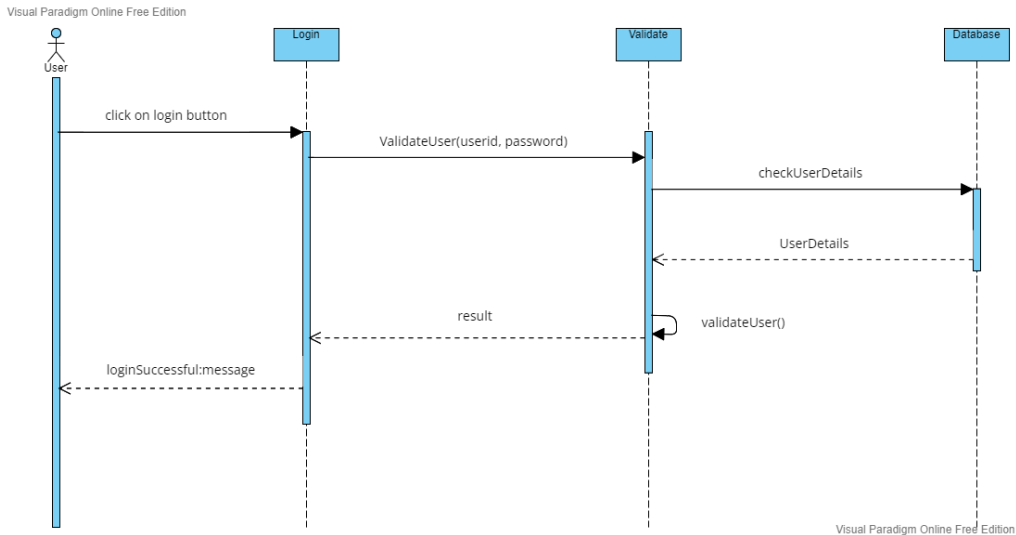 Visual Paradigm Online Free Edition
User
Login
Validate
Database
click on login button
ValidateUser(userid, password)
checkUserDetails
UserDetails
result
validateUser()
loginSuccessful:message
Visual Paradigm Online Free Edition